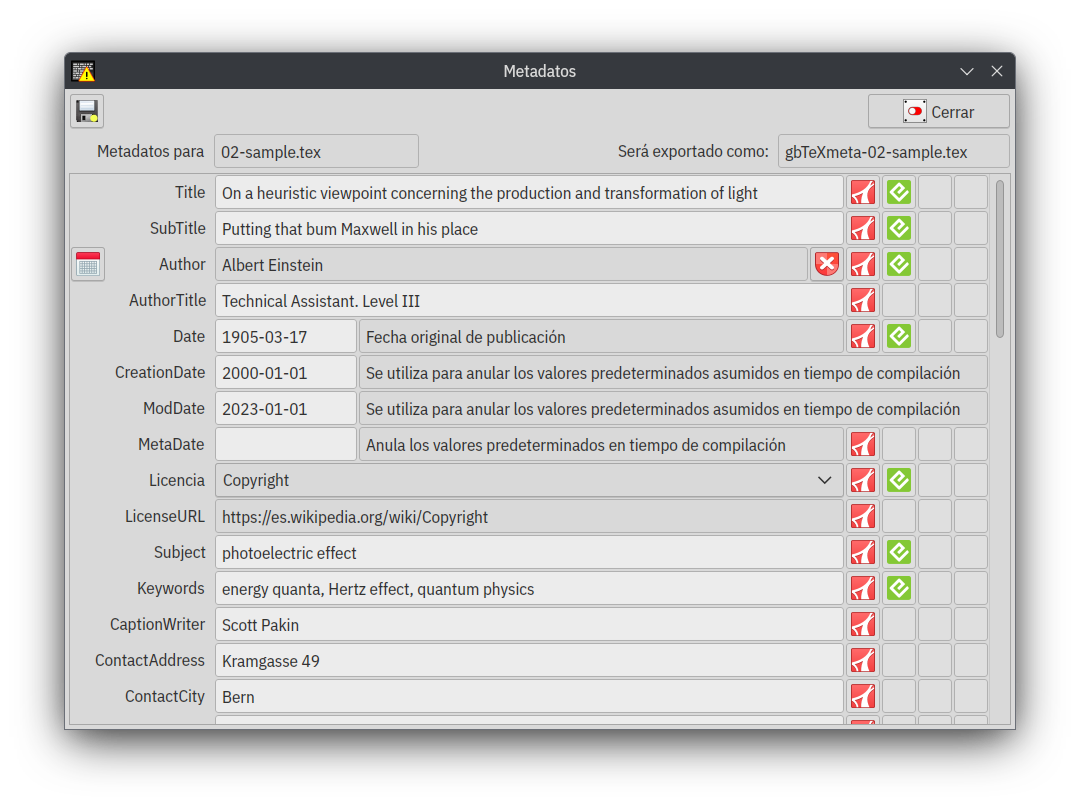 Metadatos
Cerrar
Metadatos para 02-sample.tex Será exportado como: gbTeXmeta-02-sample.tex
Title On a heuristic viewpoint concerning the production and transformation of light
SubTitle Putting that bum Maxwell in his place
Author Albert Einstein
AuthorTitle Technical Assistant. Level III
Date 1905-03-17 Fecha original de publicación
CreationDate 2000-01-01 Se utiliza para anular los valores predeterminados asumidos en tiempo de compilación
ModDate 2023-01-01 Se utiliza para anular los valores predeterminados asumidos en tiempo de compilación
MetaDate Anula los valores predeterminados en tiempo de compilación
Licencia Copyright
LicenseURL https://es.wikipedia.org/wiki/Copyright
Subject photoelectric effect
Keywords energy quanta, Hertz effect, quantum physics
CaptionWriter Scott Pakin
ContactAddress Kramgasse 49
ContactCity Bern